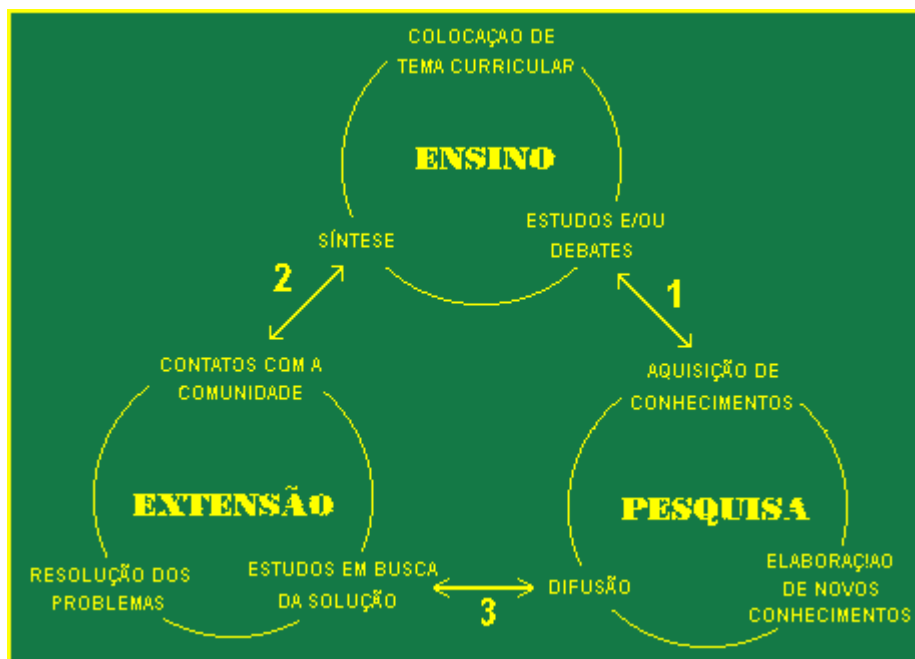 COLOCAÇAO DE
TEMA CURRICULAR
ENSINO
ESTUDOS E/OU
DEBATES
SÍNTESE
2
1
CONTATOS COM A
COMUNIDADE
AQUISIÇÃO DE
CONHECIMENTOS
EXTENSÃO
PESQUISA
RESOLUÇÃO DOS
PROBLEMAS
ESTUDOS EM BUSCA
DA SOLUÇÃO
3
DIFUSÃO
ELABORAÇIAO
DE NOVOS
CONHECIMENTOS